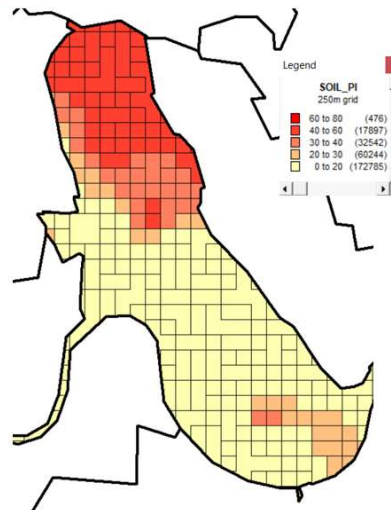 Legend
SOIL_PI
250m grid
60 to 80 (476)
40 to 60 (17897)
30 to 40 (32542)
20 to 30 (60244)
0 to 20 (172785)